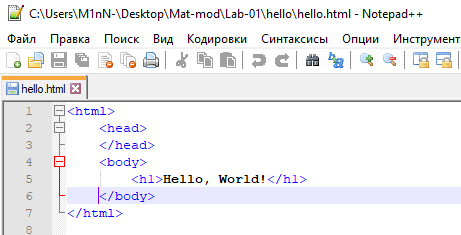 C:\Users\M1nN-\Desktop\Mat-mod\Lab-01\hello\hello.html - Notepad++
Файл Правка Поиск Вид Кодировки Синтаксисы Опции Инструмент
hello.html
1 <html>
2 <head>
3 </head>
4 <body>
5 <h1>Hello, World!</h1>
6 </body>
7 </html>
8